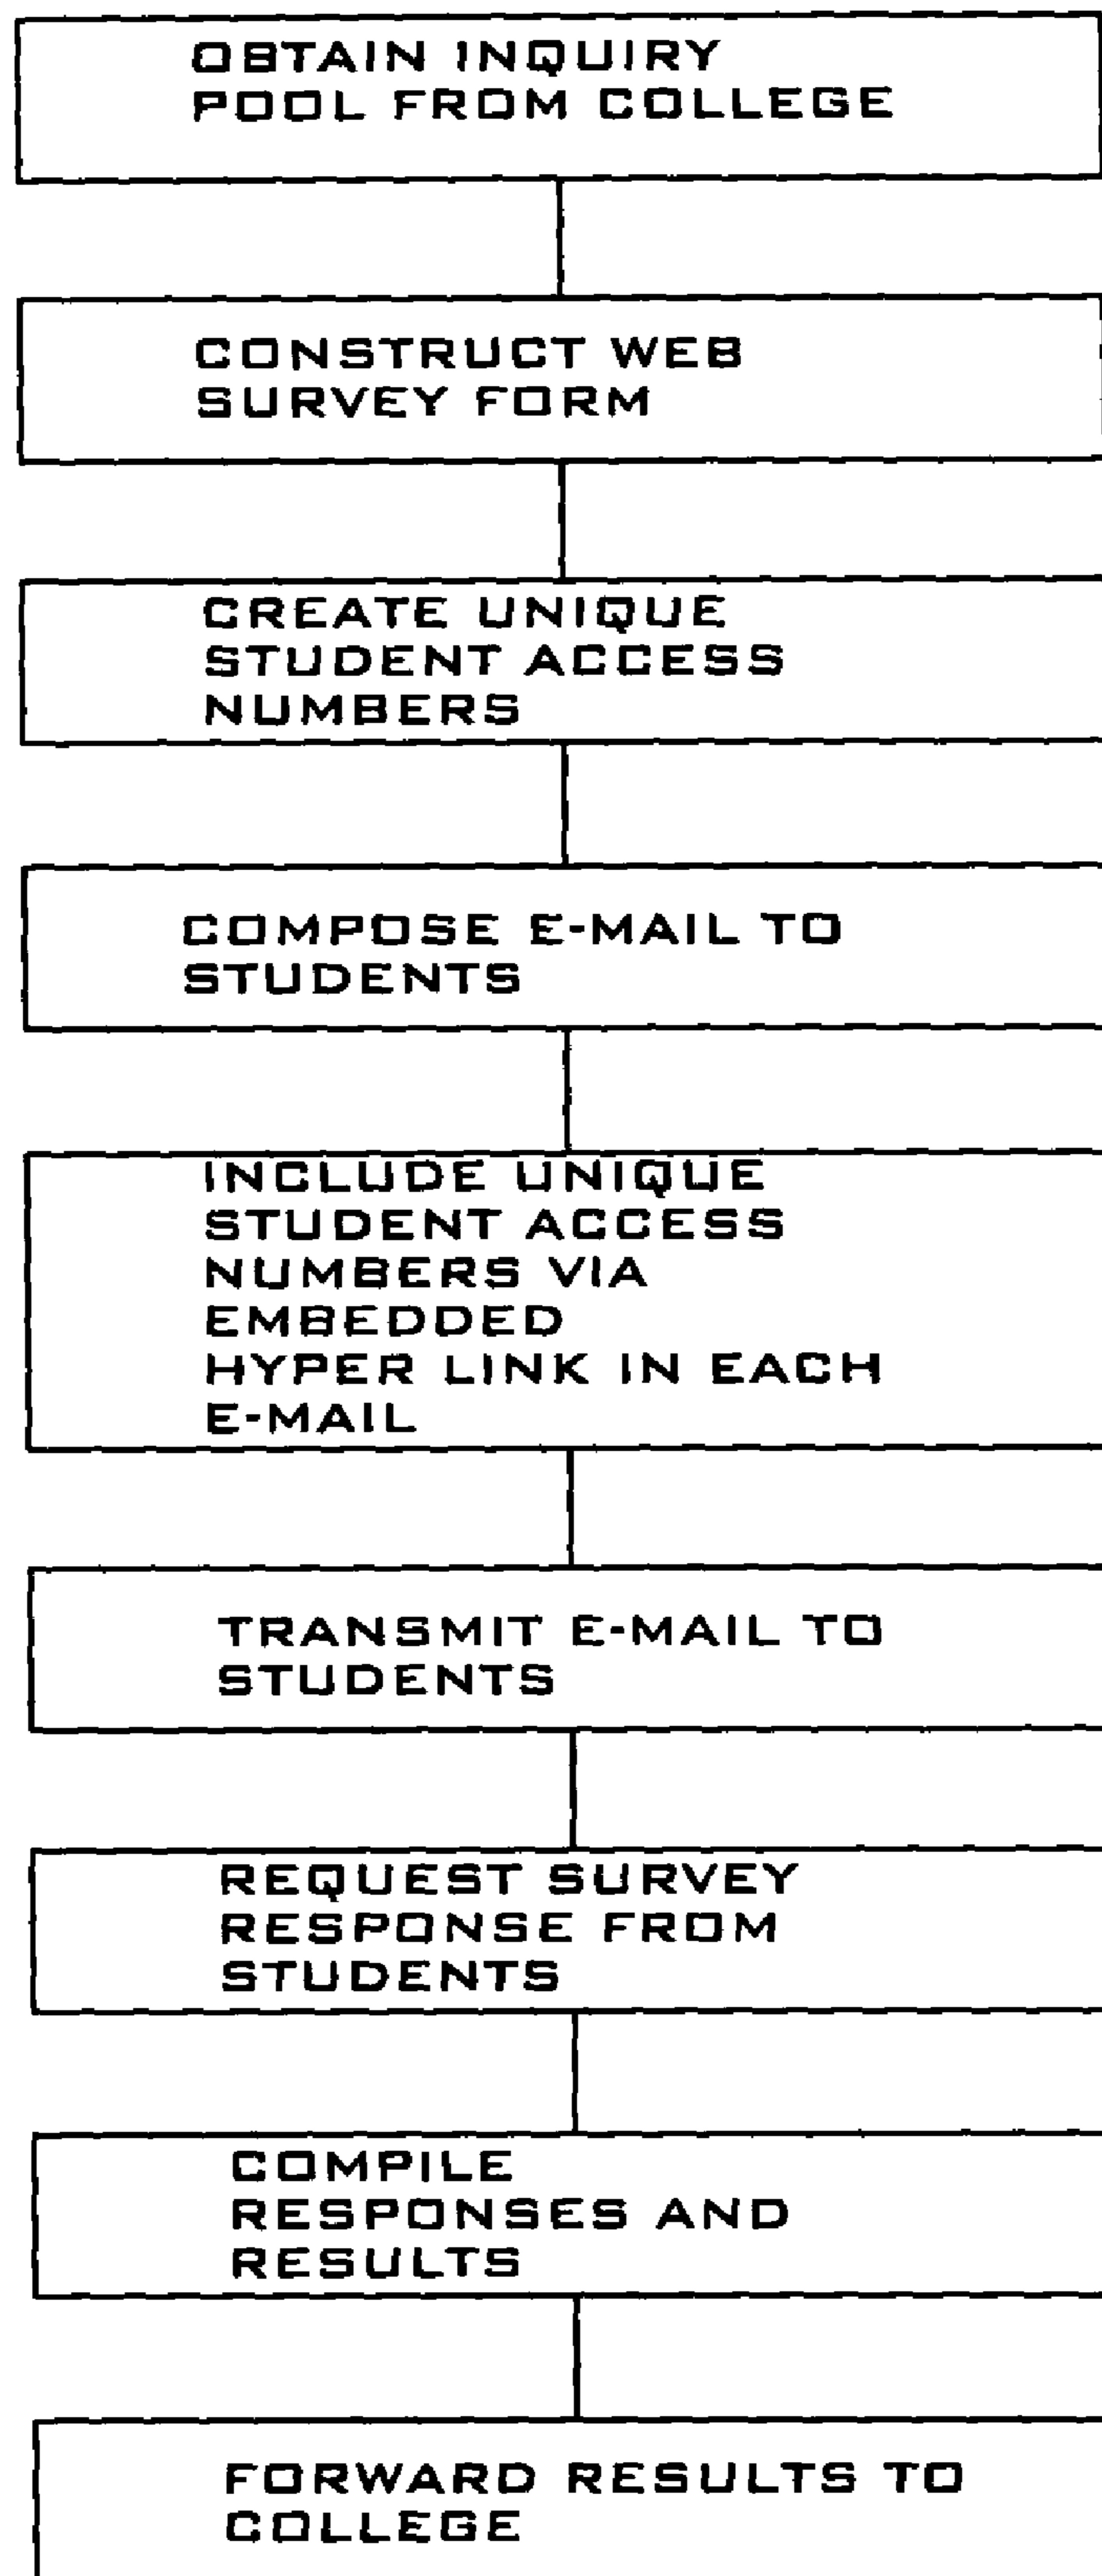 OBTAIN INQUIRY
POOL FROM COLLEGE
CONSTRUCT WEB
SURVEY FORM
CREATE UNIQUE
STUDENT ACCESS
NUMBERS
COMPOSE E-MAIL TO
STUDENTS
INCLUDE UNIQUE
STUDENT ACCESS
NUMBERS VIA
EMBEDDED
HYPER LINK IN EACH
E-MAIL
TRANSMIT E-MAIL TO
STUDENTS
REQUEST SURVEY
RESPONSE FROM
STUDENTS
COMPILE
RESPONSES AND
RESULTS
FORWARD RESULTS TO
COLLEGE